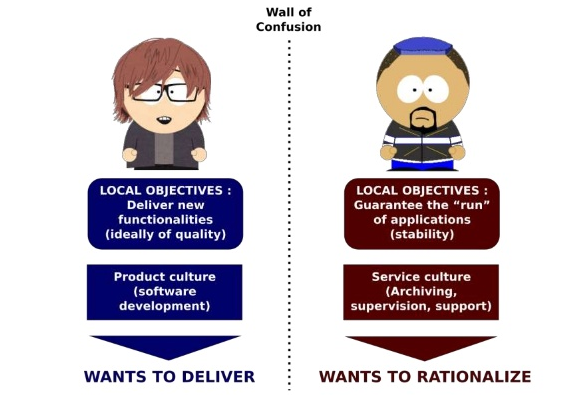 Wall of
Confusion
LOCAL OBJECTIVES :
Deliver new
functionalities
(ideally of quality)
Product culture
(software
development)
WANTS TO DELIVER
LOCAL OBJECTIVES :
Guarantee the “run”
of applications
(stability)
Service culture
(Archiving,
supervision, support)
WANTS TO RATIONALIZE